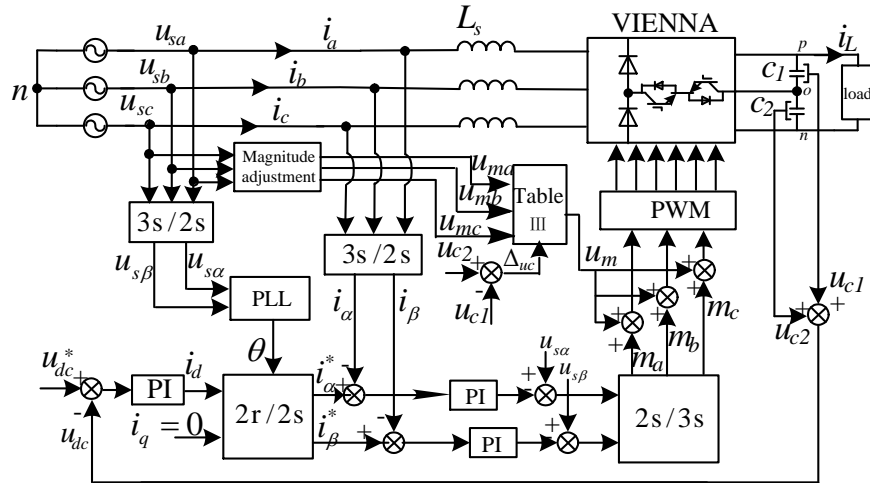 VIENNA
u_sa
i_a
L_s
p
i_L
n
u_sb
i_b
c_1
o
load
u_sc
i_c
c_2
n
Magnitude
adjustment
u_ma
u_mb
u_mc
Table
III
PWM
3s/2s
3s/2s
u_c2
+
Δ_uc
-
u_c1
u_m
+
+
+
+
+
+
u_c1
+
+
u_c2
u_sβ
u_sα
PLL
i_α
i_β
m_a
m_b
m_c
θ
u_dc*
+
-
u_dc
PI
i_d
i_q = 0
2r/2s
i_α*
+
-
PI
u_sα
+
-
i_β*
+
-
PI
u_sβ
+
-
2s/3s